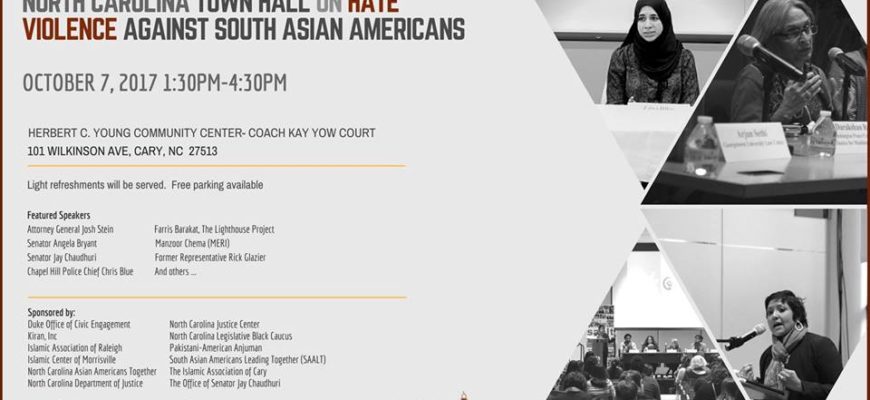 NORTH CAROLINA TOWN HALL ON HATE
VIOLENCE AGAINST SOUTH ASIAN AMERICANS
OCTOBER 7, 2017 1:30PM-4:30PM
HERBERT C. YOUNG COMMUNITY CENTER- COACH KAY YOW COURT
101 WILKINSON AVE, CARY, NC 27513
Light refreshments will be served. Free parking available
Featured Speakers
Attorney General Josh Stein
Senator Angela Bryant
Senator Jay Chaudhuri
Chapel Hill Police Chief Chris Blue
Farris Barakat, The Lighthouse Project
Manzoor Chema (MERI)
Former Representative Rick Glazier
And others ...
Sponsored by:
Duke Office of Civic Engagement
Kiran, Inc
Islamic Association of Raleigh
Islamic Center of Morrisville
North Carolina Asian Americans Together
North Carolina Department of Justice
North Carolina Justice Center
North Carolina Legislative Black Caucus
Pakistani-American Anjuman
South Asian Americans Leading Together (SAALT)
The Islamic Association of Cary
The Office of Senator Jay Chaudhuri
Arjun Sethi
Georgetown University Law Center